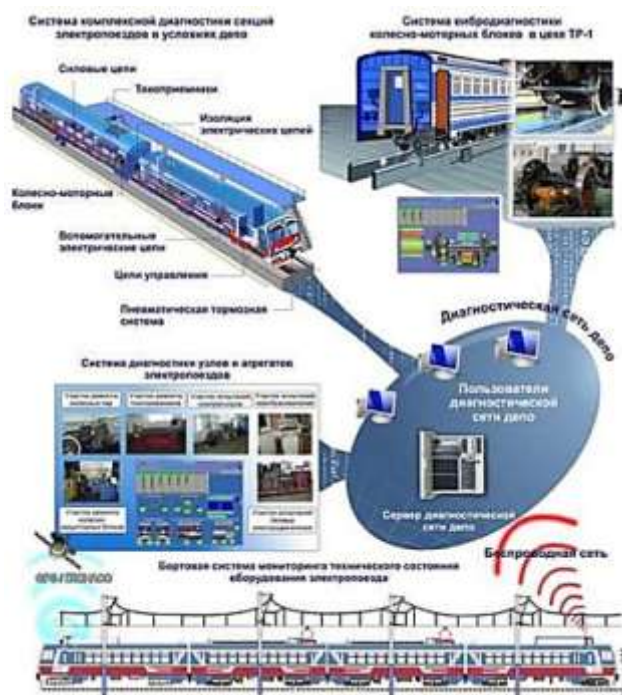 Система комплексной диагностики секций
электропоездов в условиях депо
Силовые цепи
Токоприемники
Изоляция
электрических цепей
Колесно-моторный
блок
Вспомогательные
электрические цепи
Цепи управления
Пневматическая тормозная
система
Система вибродиагностики
колесно-моторных блоков в цехе ТР-1
Диагностическая сеть депо
Пользователи
диагностической
сети депо
Сервер диагностической
сети депо
Система диагностики узлов и агрегатов
электропоездов
Беспроводная сеть
Бортовая система мониторинга технического состояния
оборудования электропоезда